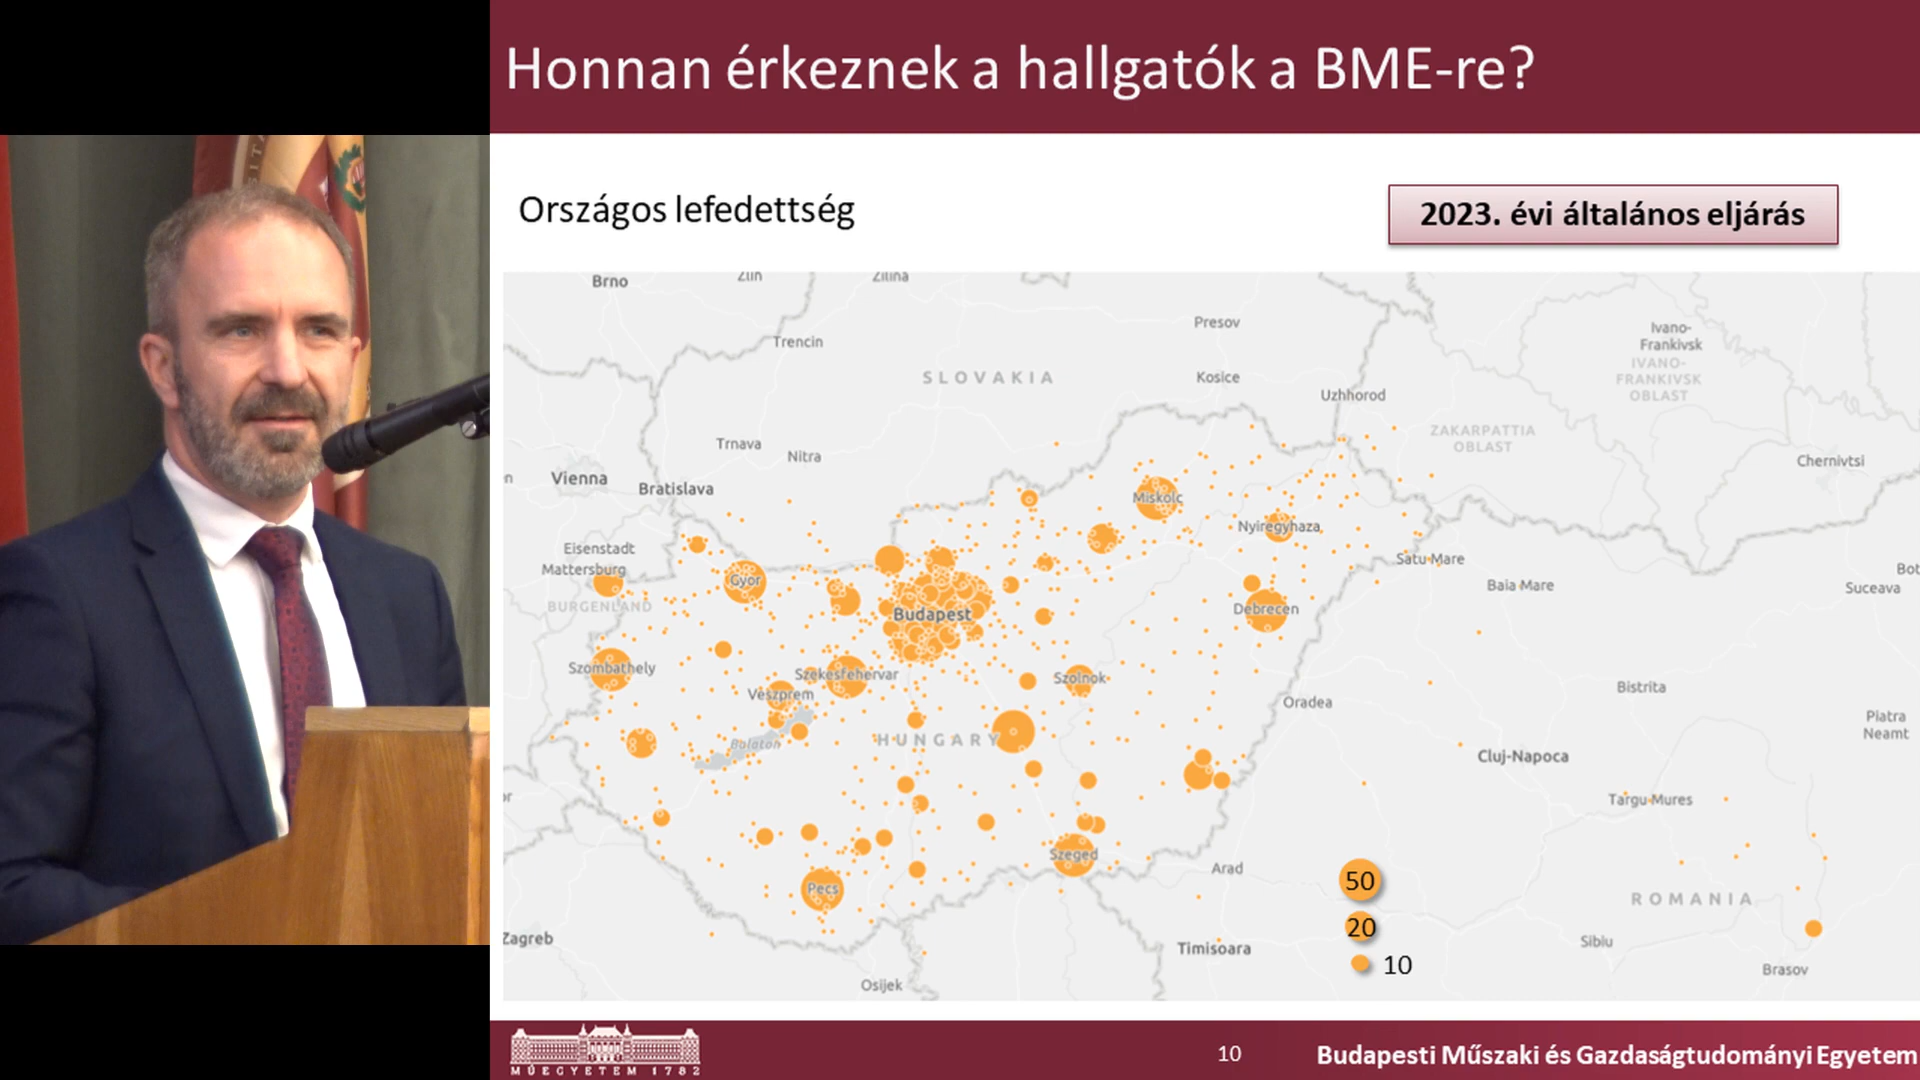 Honnan érkeznek a hallgatók a BME-re?
Országos lefedettség
2023. évi általános eljárás
Brno
Zlin
Zilina
Trencin
Presov
Ivano-
Frankivsk
IVANO-
FRANKIVSK
OBLAST
SLOVAKIA
Kosice
Uzhhorod
ZAKARPATTIA
OBLAST
Trnava
Nitra
Chernivtsi
Vienna
Bratislava
Miskolc
Nyiregyhaza
Eisenstadt
Mattersburg
Gyor
Satu Mare
Baia Mare
Bot
Suceava
BURGENLAND
Budapest
Debrecen
Szombathely
Szekesfehervar
Veszprem
Szolnok
Bistrita
Oradea
Piatra
Neamt
Balaton
HUNGARY
Cluj-Napoca
Targu-Mures
Szeged
Arad
Pecs
50
20
10
ROMANIA
Zagreb
Timisoara
Sibiu
Brasov
Osijek
MŰEGYETEM 1782
10
Budapesti Műszaki és Gazdaságtudományi Egyetem